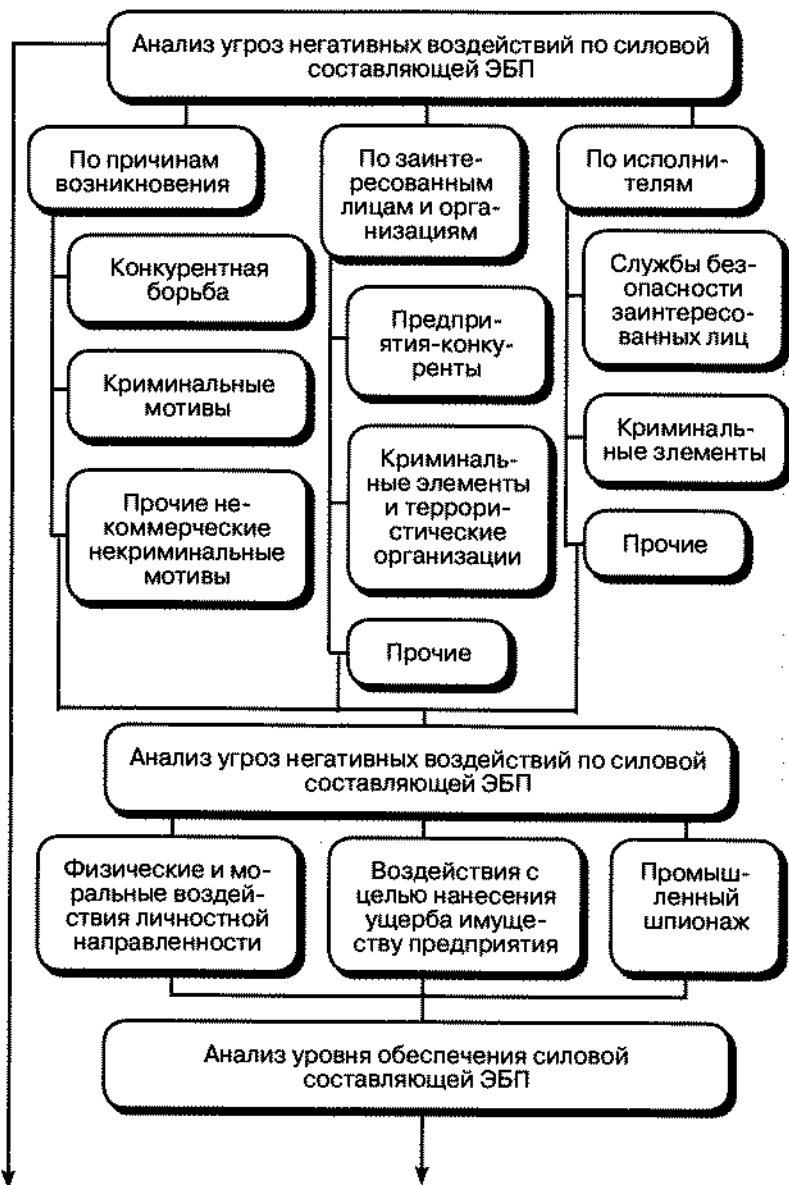 Анализ угроз негативных воздействий по силовой
составляющей ЭБП
По причинам
возникновения
По заинте-
ресованным
лицам и орга-
низациям
По исполни-
телям
Конкурентная
борьба
Криминальные
мотивы
Прочие не-
коммерческие
некриминальные
мотивы
Предпри-
ятия-конку-
ренты
Криминаль-
ные элементы
и террори-
стические
организации
Прочие
Службы без-
опасности
заинтересо-
ванных лиц
Криминаль-
ные элементы
Прочие
Анализ угроз негативных воздействий по силовой
составляющей ЭБП
Физические и мо-
ральные воздей-
ствия личностной
направленности
Воздействия с
целью нанесения
ущерба имуще-
ству предприятия
Промыш-
ленный
шпионаж
Анализ уровня обеспечения силовой
составляющей ЭБП